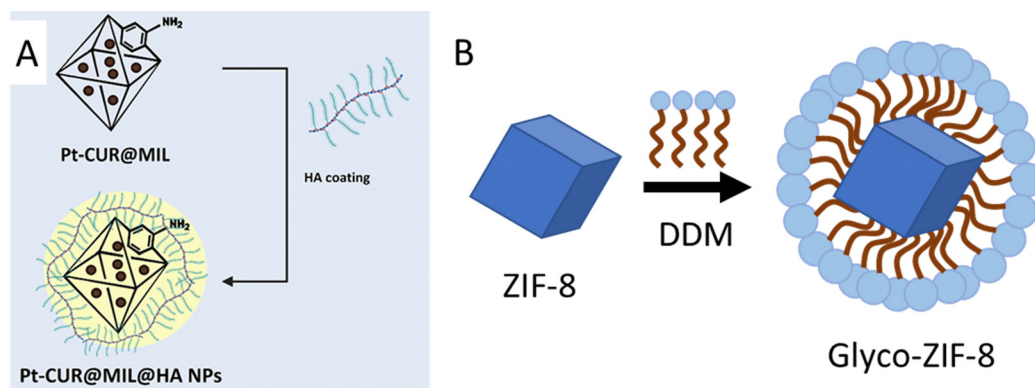 A
NH₂
Pt-CUR@MIL
HA coating
NH₂
Pt-CUR@MIL@HA NPs
B
DDM
ZIF-8
Glyco-ZIF-8